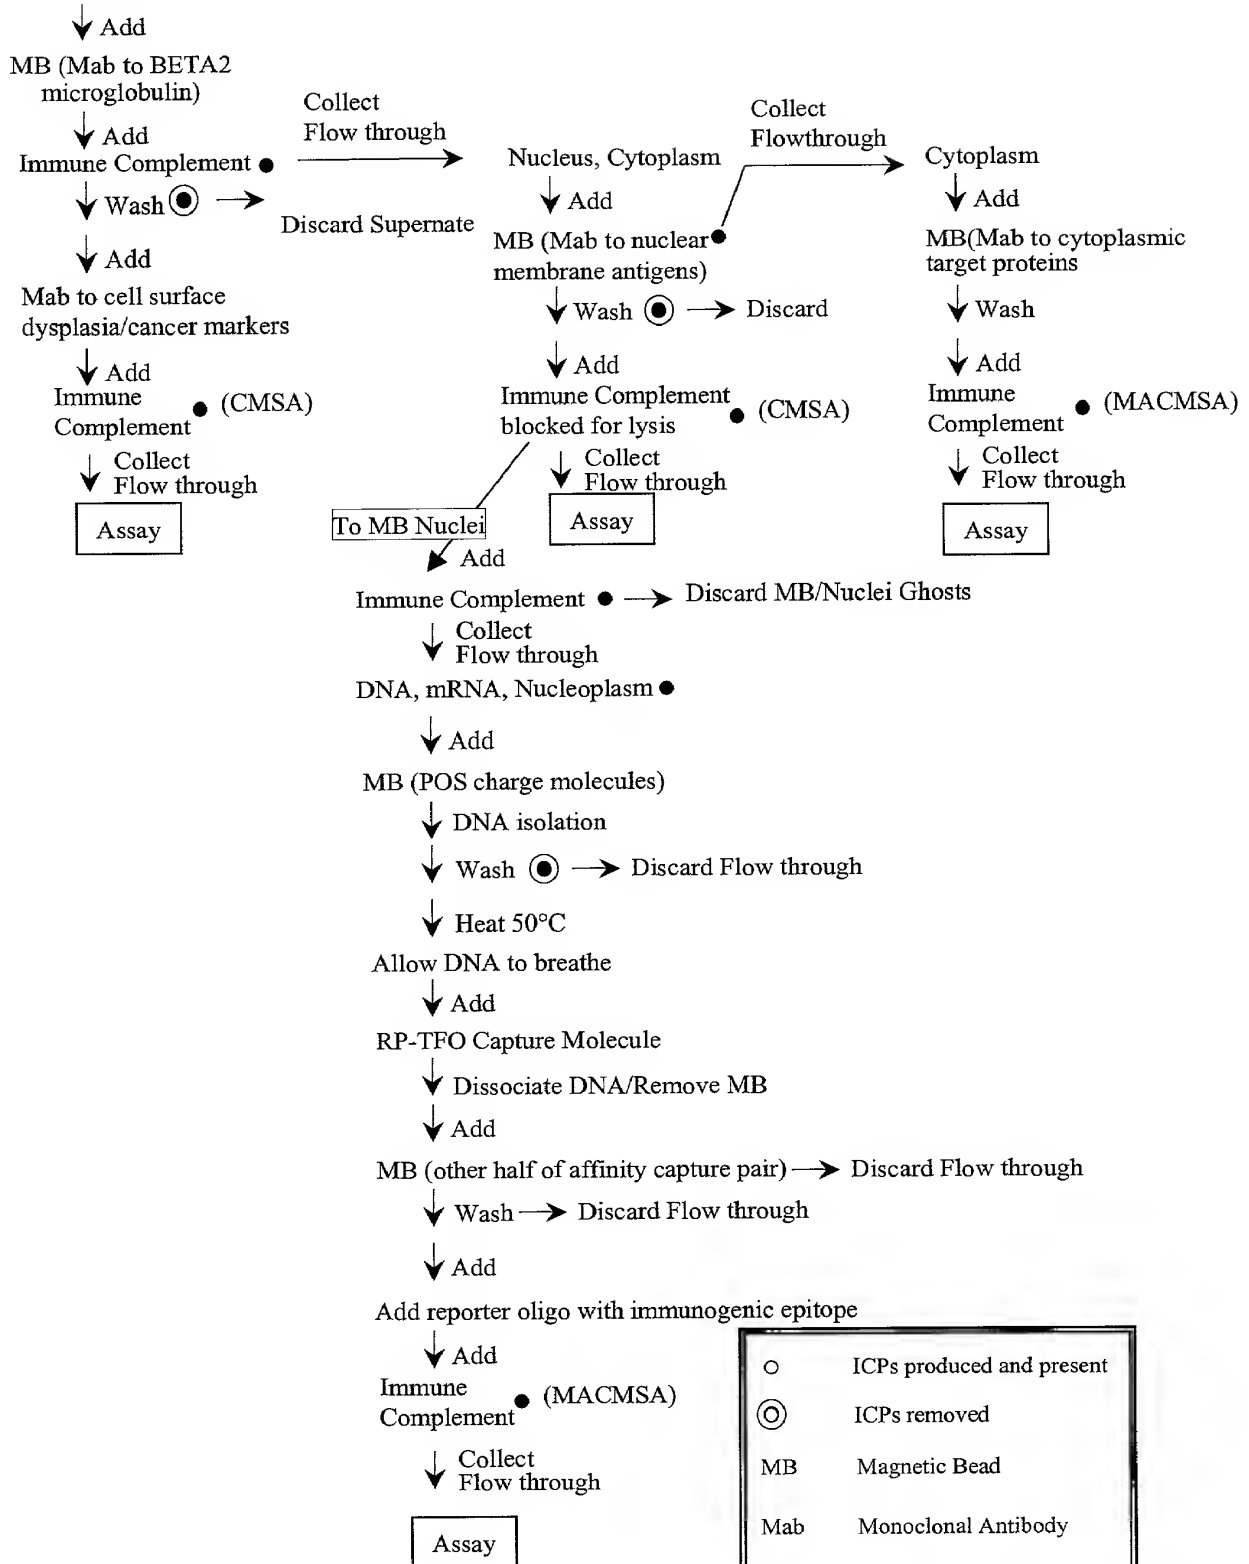 Add
MB (Mab to BETA2
microglobulin)
Add
Immune Complement
Wash
Discard Supernate
Add
Mab to cell surface
dysplasia/cancer markers
Add
Immune
Complement
(CMSA)
Collect
Flow through
Assay
Collect
Flow through
Nucleus, Cytoplasm
Add
MB (Mab to nuclear
membrane antigens)
Wash
Discard
Add
Immune Complement
blocked for lysis
(CMSA)
Collect
Flow through
Assay
Collect
Flowthrough
Cytoplasm
Add
MB(Mab to cytoplasmic
target proteins
Wash
Add
Immune
Complement
(MACMSA)
Collect
Flow through
Assay
To MB Nuclei
Add
Immune Complement
Discard MB/Nuclei Ghosts
Collect
Flow through
DNA, mRNA, Nucleoplasm
Add
MB (POS charge molecules)
DNA isolation
Wash
Discard Flow through
Heat 50°C
Allow DNA to breathe
Add
RP-TFO Capture Molecule
Dissociate DNA/Remove MB
Add
MB (other half of affinity capture pair)
Discard Flow through
Wash
Discard Flow through
Add
Add reporter oligo with immunogenic epitope
Add
Immune
Complement
(MACMSA)
Collect
Flow through
Assay
ICPs produced and present
ICPs removed
MB Magnetic Bead
Mab Monoclonal Antibody